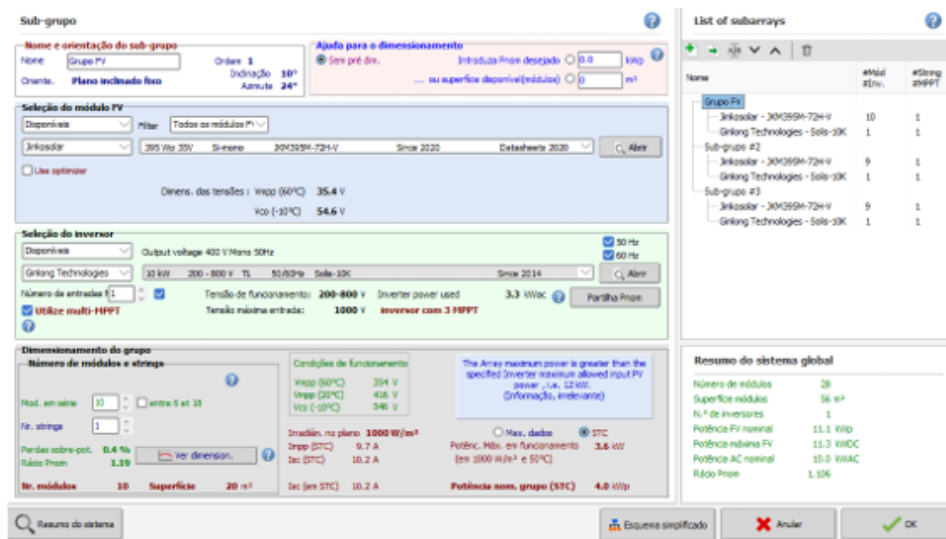 Sub-grupo
Nome e orientação do sub-grupo
Nome Grupo FV
Ordem 1
Oriente. Plano inclinado fixo
Inclinação 10°
Azimute 24°
Ajuda para o dimensionamento
Sem pré dim.
Introduza Pnom desejado 0.0 kWp
... ou superfície disponível(módulos) 0 m²
Seleção do módulo FV
Disponíveis Filter Todos os módulos FV
Jinkosolar 395 Wp 35V Si-mono JKM395M-72H-V Since 2020 Datasheets 2020 Abrir
Use optimizer
Dimens. das tensões : Vmpp (60°C) 35.4 V
Vco (-10°C) 54.6 V
Seleção do inversor
Disponíveis Output voltage 400 V Mono 50Hz
50 Hz
60 Hz
Ginlong Technologies 10 kW 200 - 800 V TL 50/60Hz Solis-10K Since 2014 Abrir
Número de entradas 1
Tensão de funcionamento: 200-800 V Inverter power used 3.3 kWac Partilha Pnom
Utilize multi-MPPT
Tensão máxima entrada: 1000 V inversor com 3 MPPT
Dimensionamento do grupo
Número de módulos e strings
Mod. em série 10 entre 6 et 18
Nr. strings 1
Perdas sobre-pot. 0.4 %
Rácio Pnom 1.19
Ver dimension.
Nr. módulos 10 Superfície 20 m²
Condições de funcionamento
Vmpp (60°C) 354 V
Vmpp (20°C) 416 V
Vco (-10°C) 546 V
Irradiân. no plano 1000 W/m²
Impp (STC) 9.7 A
Isc (STC) 10.2 A
Isc (em STC) 10.2 A
The Array maximum power is greater than the
specified Inverter maximum allowed input PV
power , i.e. 12 kW.
(Informação, irrelevante)
Max. dados STC
Potênc. Máx. em funcionamento 3.6 kW
(em 1000 W/m² e 50°C)
Potência nom. grupo (STC) 4.0 kWp
List of subarrays
Nome
#Mód #String
#Inv. #MPPT
Grupo FV
Jinkosolar - JKM395M-72H-V 10 1
Ginlong Technologies - Solis-10K 1 1
Sub-grupo #2
Jinkosolar - JKM395M-72H-V 9 1
Ginlong Technologies - Solis-10K 1 1
Sub-grupo #3
Jinkosolar - JKM395M-72H-V 9 1
Ginlong Technologies - Solis-10K 1 1
Resumo do sistema global
Número de módulos 28
Superfície módulos 56 m²
N.º de inversores 1
Potência FV nominal 11.1 kWp
Potência máxima FV 11.3 kWDC
Potência AC nominal 10.0 kWAC
Rácio Pnom 1.106
Resumo do sistema
Esquema simplificado
Anular
OK